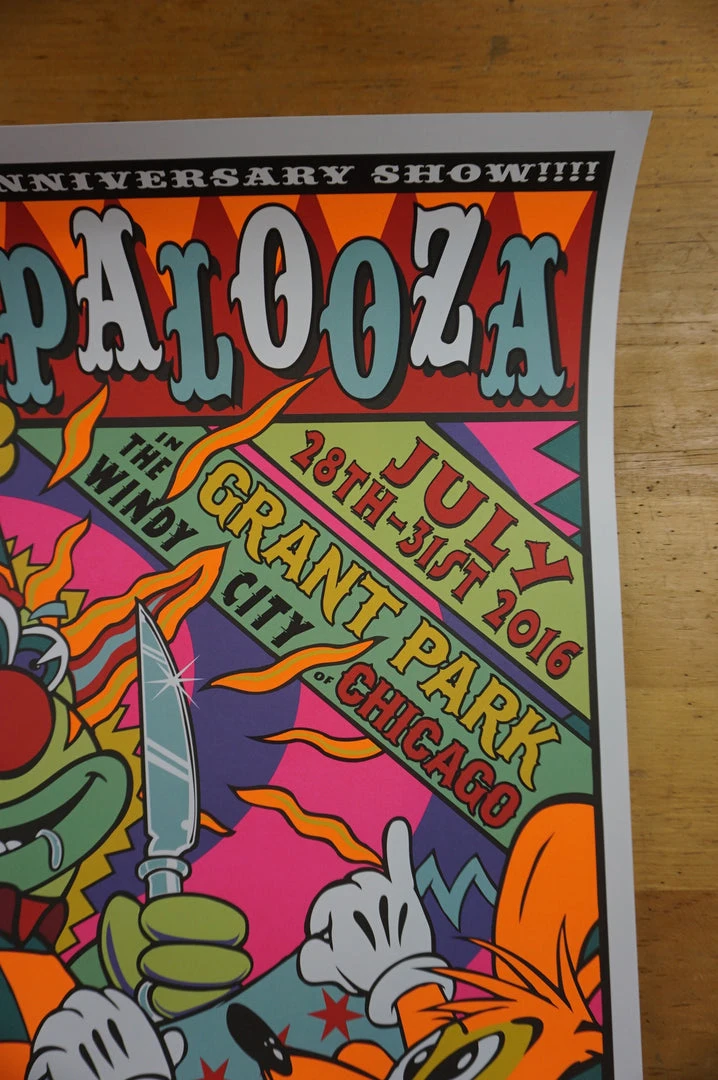 NNIVERSARY SHOW!!!!
PALOOZA
JULY
28TH-31ST 2016
IN
THE
WINDY
CITY
GRANT PARK
OF CHICAGO